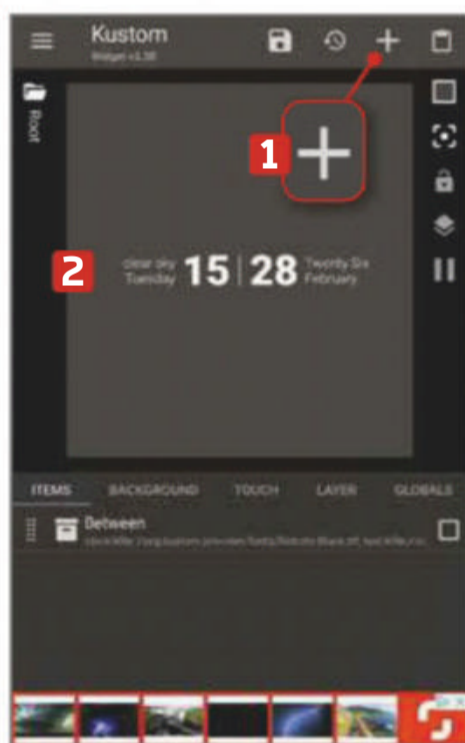 Kustom
Widget v3.38
1
Root
2
clear sky
Tuesday
15 28
Twenty Six
February
ITEMS BACKGROUND TOUCH LAYER GLOBALS
Between